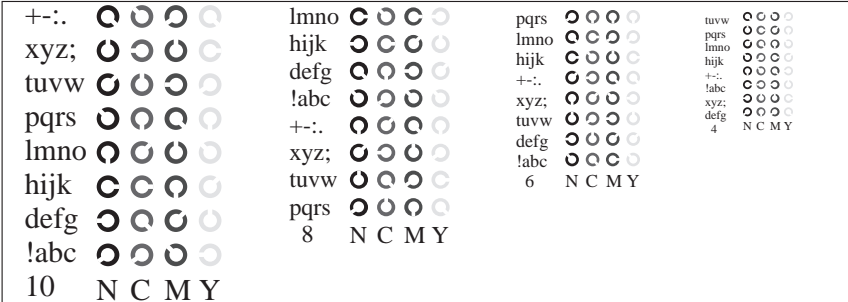 +-:.
xyz;
tuvw
pqrs
lmno
hijk
defg
!abc
10 N C M Y
lmno
hijk
defg
!abc
+-:.
xyz;
tuvw
pqrs
8 N C M Y
pqrs
lmno
hijk
+-:.
xyz;
tuvw
defg
!abc
6 N C M Y
tuvw
pqrs
lmno
hijk
+-:.
!abc
xyz;
defg
4 N C M Y